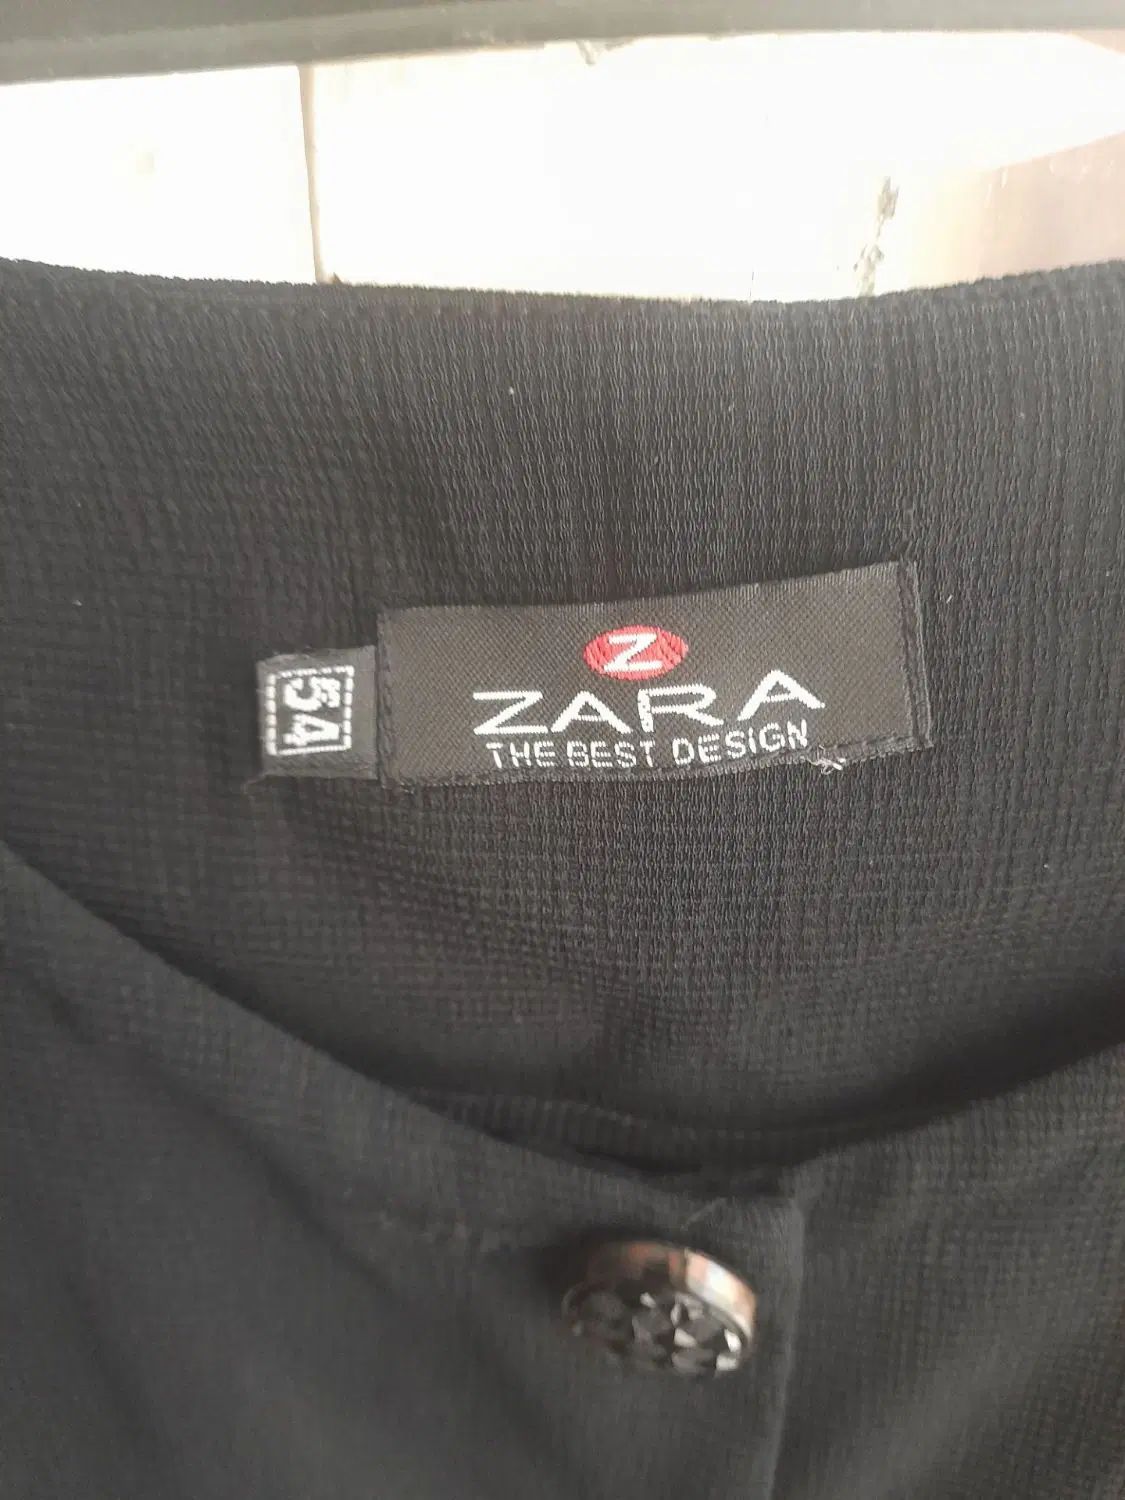 Z
ZARA
THE BEST DESIGN
54